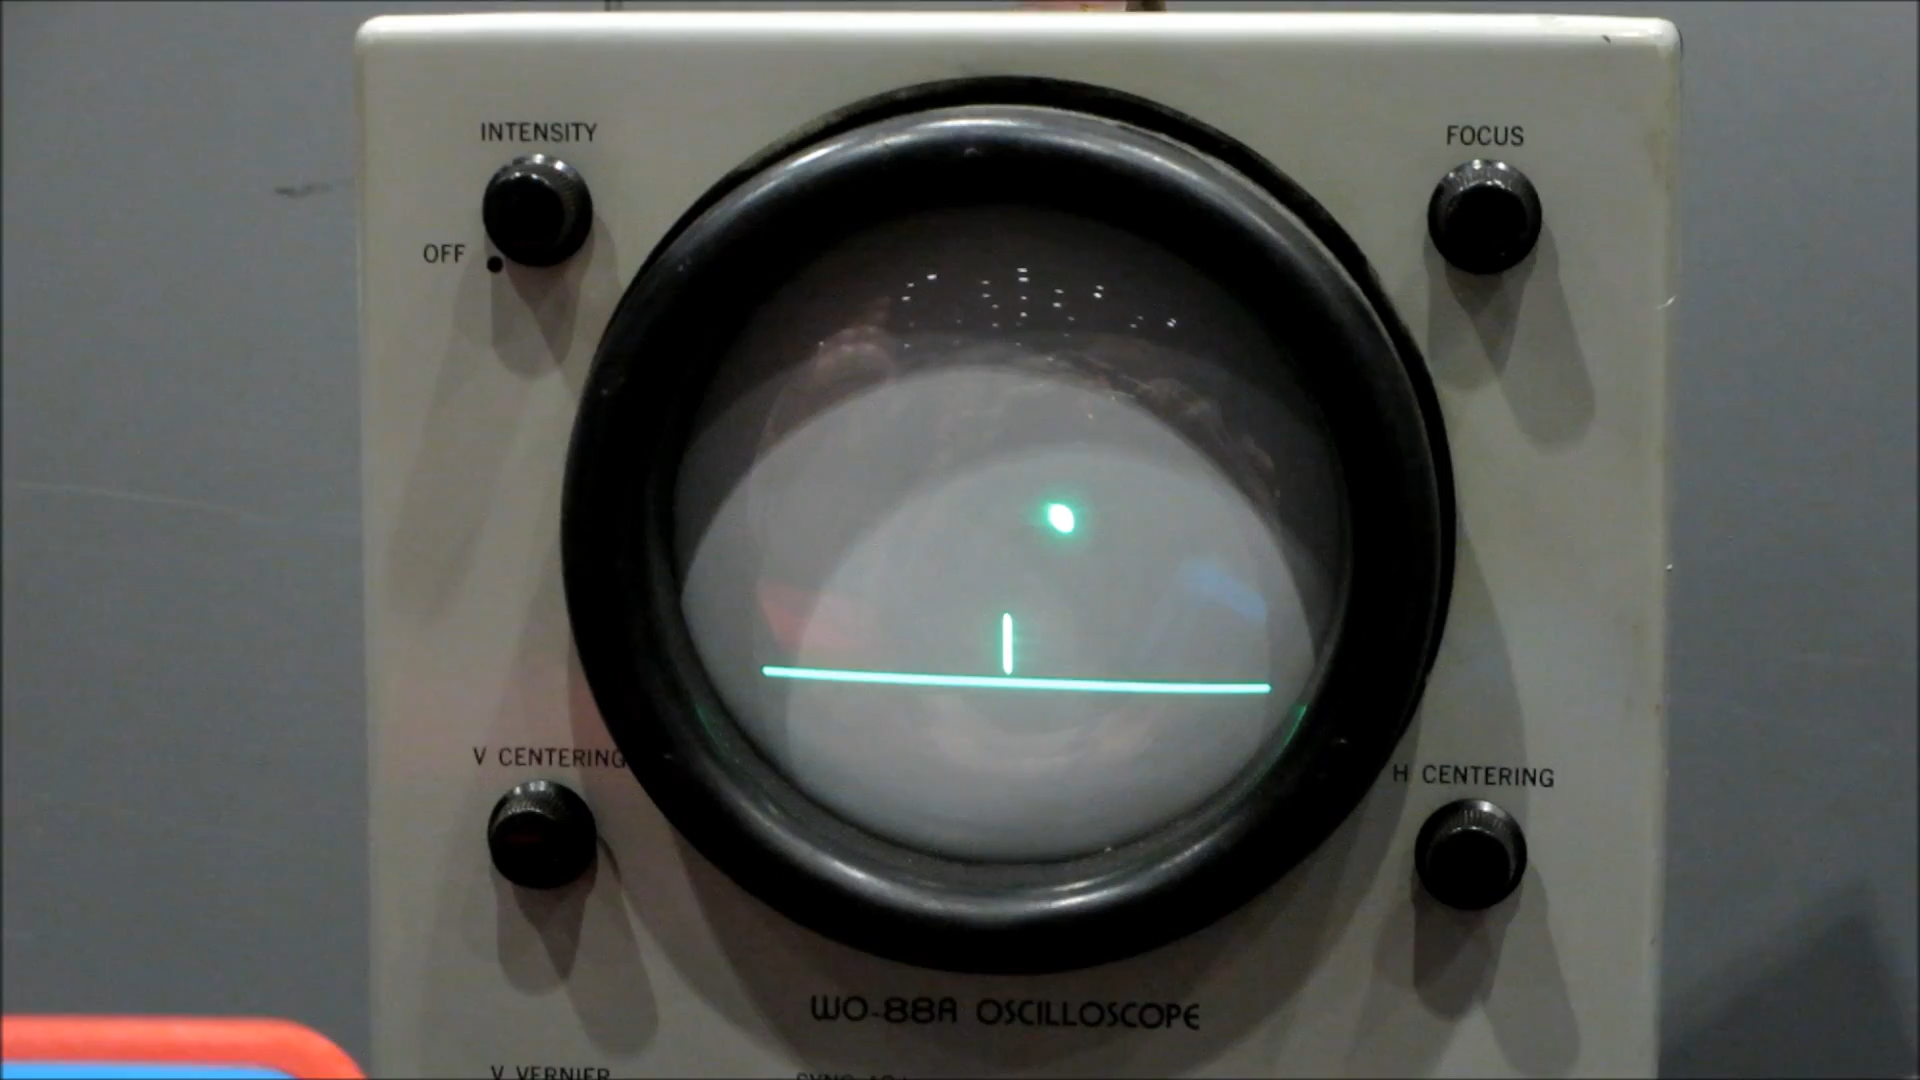 INTENSITY
FOCUS
OFF
V CENTERING
H CENTERING
WO-88A OSCILLOSCOPE
V VERNIER